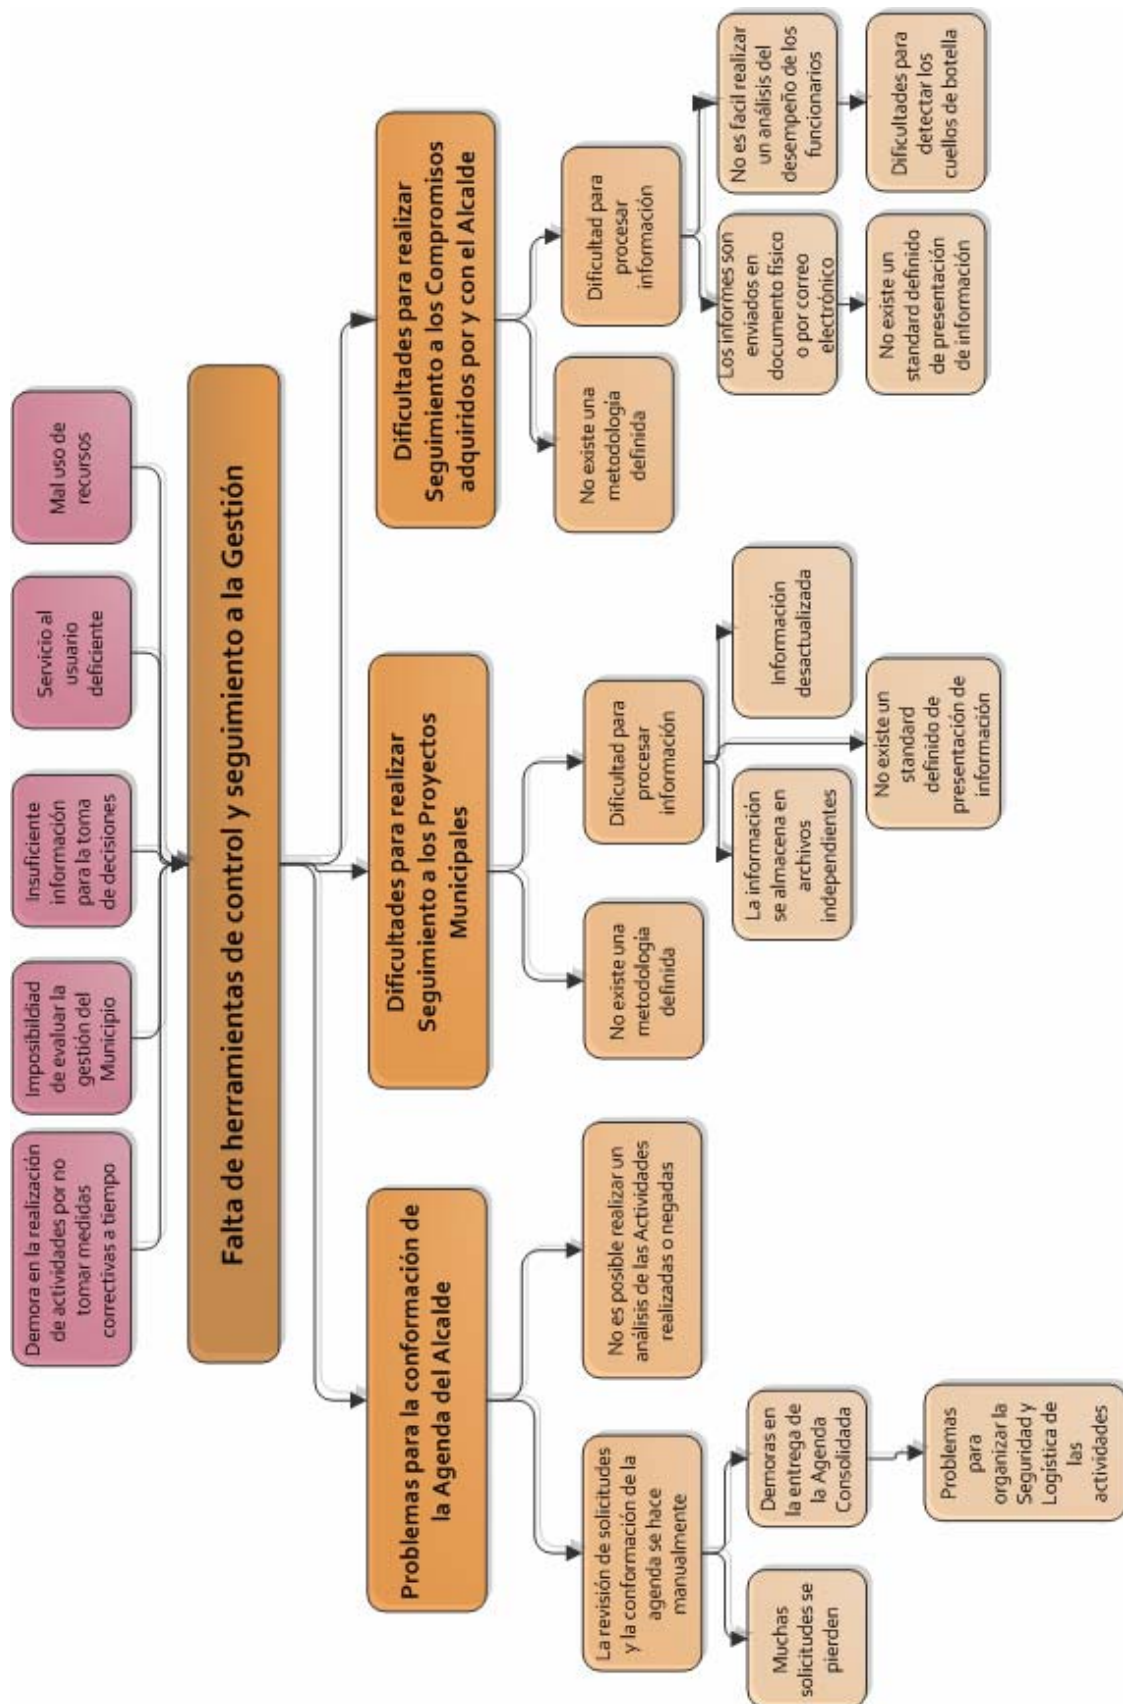 Demora en la realización
de actividades por no
tomar medidas
correctivas a tiempo
Imposibildiad
de evaluar la
gestión del
Municipio
Insuficiente
información
para la toma
de decisiones
Servicio al
usuario
deficiente
Mal uso de
recursos
Falta de herramientas de control y seguimiento a la Gestión
Problemas para la conformación de
la Agenda del Alcalde
Dificultades para realizar
Seguimiento a los Proyectos
Municipales
Dificultades para realizar
Seguimiento a los Compromisos
adquiridos por y con el Alcalde
La revisión de solicitudes
y la conformación de la
agenda se hace
manualmente
No es posible realizar un
análisis de las Actividades
realizadas o negadas
No existe una
metodologia
definida
Dificultad para
procesar
información
No existe una
metodologia
definida
Dificultad para
procesar
información
Muchas
solicitudes se
pierden
Demoras en
la entrega de
la Agenda
Consolidada
La información
se almacena en
archivos
independientes
Información
desactualizada
Los informes son
enviados en
documento físico
o por correo
electrónico
No es facil realizar
un análisis del
desempeño de los
funcionarios
Problemas
para
organizar la
Seguridad y
Logística de
las
actividades
No existe un
standard
definido de
presentación de
información
No existe un
standard definido
de presentación
de información
Dificultades para
detectar los
cuellos de botella